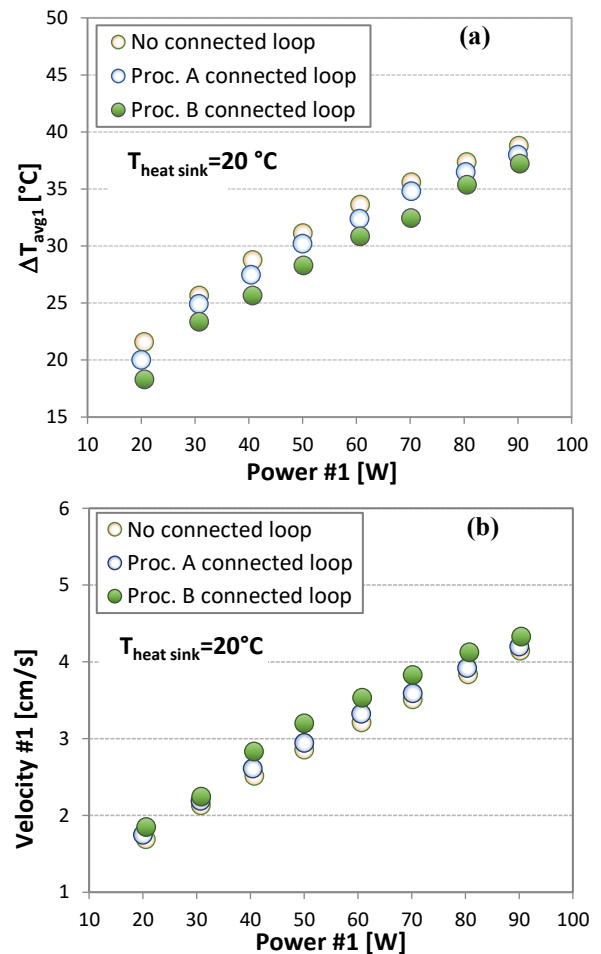 50
45
40
35
30
25
20
15
ΔTavg1 [°C]
(a)
No connected loop
Proc. A connected loop
Proc. B connected loop
Theat sink=20 °C
10 20 30 40 50 60 70 80 90 100
Power #1 [W]
6
5
4
3
2
1
Velocity #1 [cm/s]
(b)
No connected loop
Proc. A connected loop
Proc. B connected loop
Theat sink=20°C
10 20 30 40 50 60 70 80 90 100
Power #1 [W]